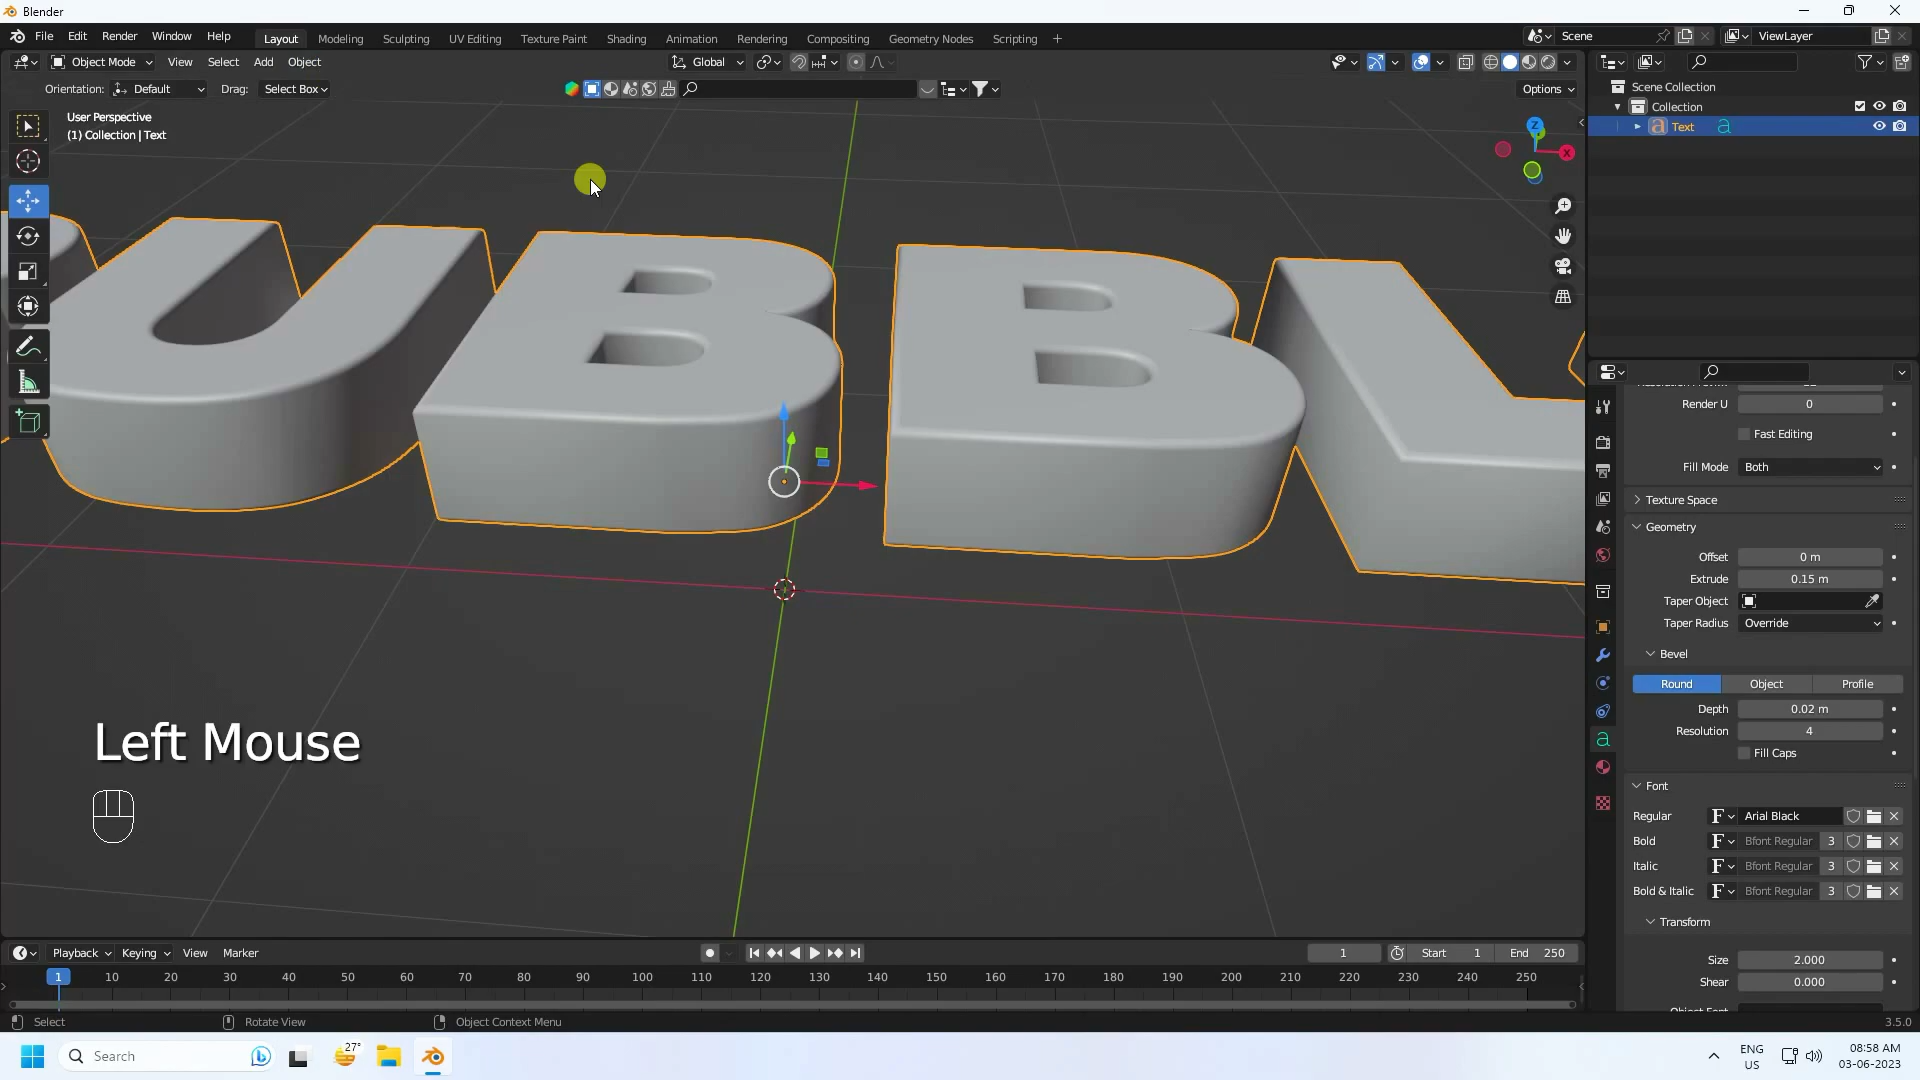 Blender
File Edit Render Window Help Layout Modeling Sculpting UV Editing Texture Paint Shading Animation Rendering Compositing Geometry Nodes Scripting + Scene ViewLayer
Object Mode View Select Add Object Global
Orientation: Default Drag: Select Box Options
User Perspective
(1) Collection | Text
Z
X
Scene Collection
Collection
Text
Render U 0
Fast Editing
Fill Mode Both
Texture Space
Geometry
Offset 0 m
Extrude 0.15 m
Taper Object
Taper Radius Override
Bevel
Round Object Profile
Depth 0.02 m
Resolution 4
Fill Caps
Font
Regular Arial Black
Bold Bfont Regular 3
Italic Bfont Regular 3
Bold & Italic Bfont Regular 3
Transform
Size 2.000
Shear 0.000
UBBL
Left Mouse
Playback Keying View Marker 1 Start 1 End 250
1 10 20 30 40 50 60 70 80 90 100 110 120 130 140 150 160 170 180 190 200 210 220 230 240 250
Select Rotate View Object Context Menu 3.5.0
Search 27° ENG US 08:58 AM 03-06-2023